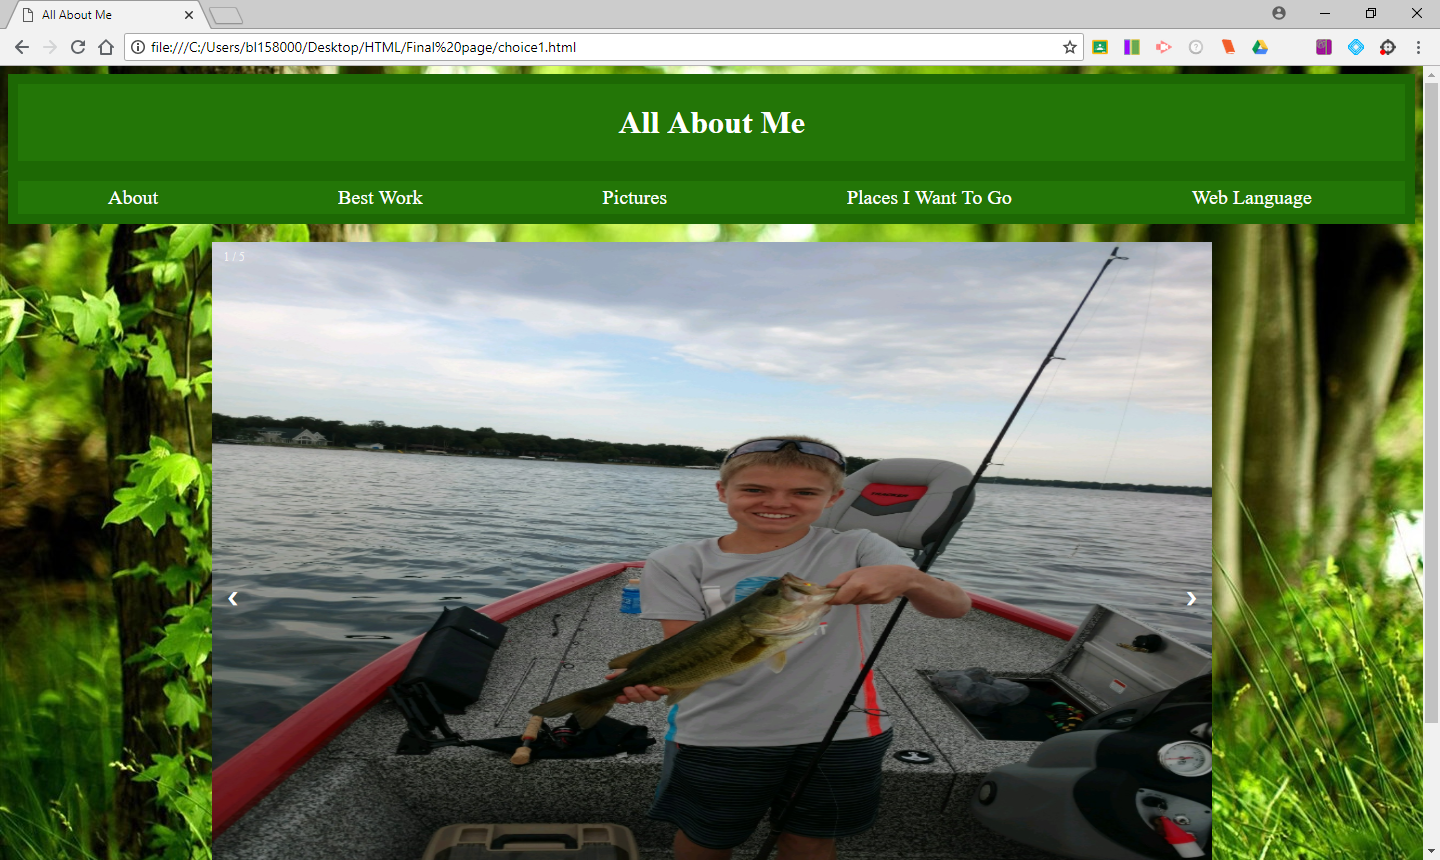 All About Me
file:///C:/Users/bl158000/Desktop/HTML/Final%20page/choice1.html
All About Me
About Best Work Pictures Places I Want To Go Web Language
1 / 5